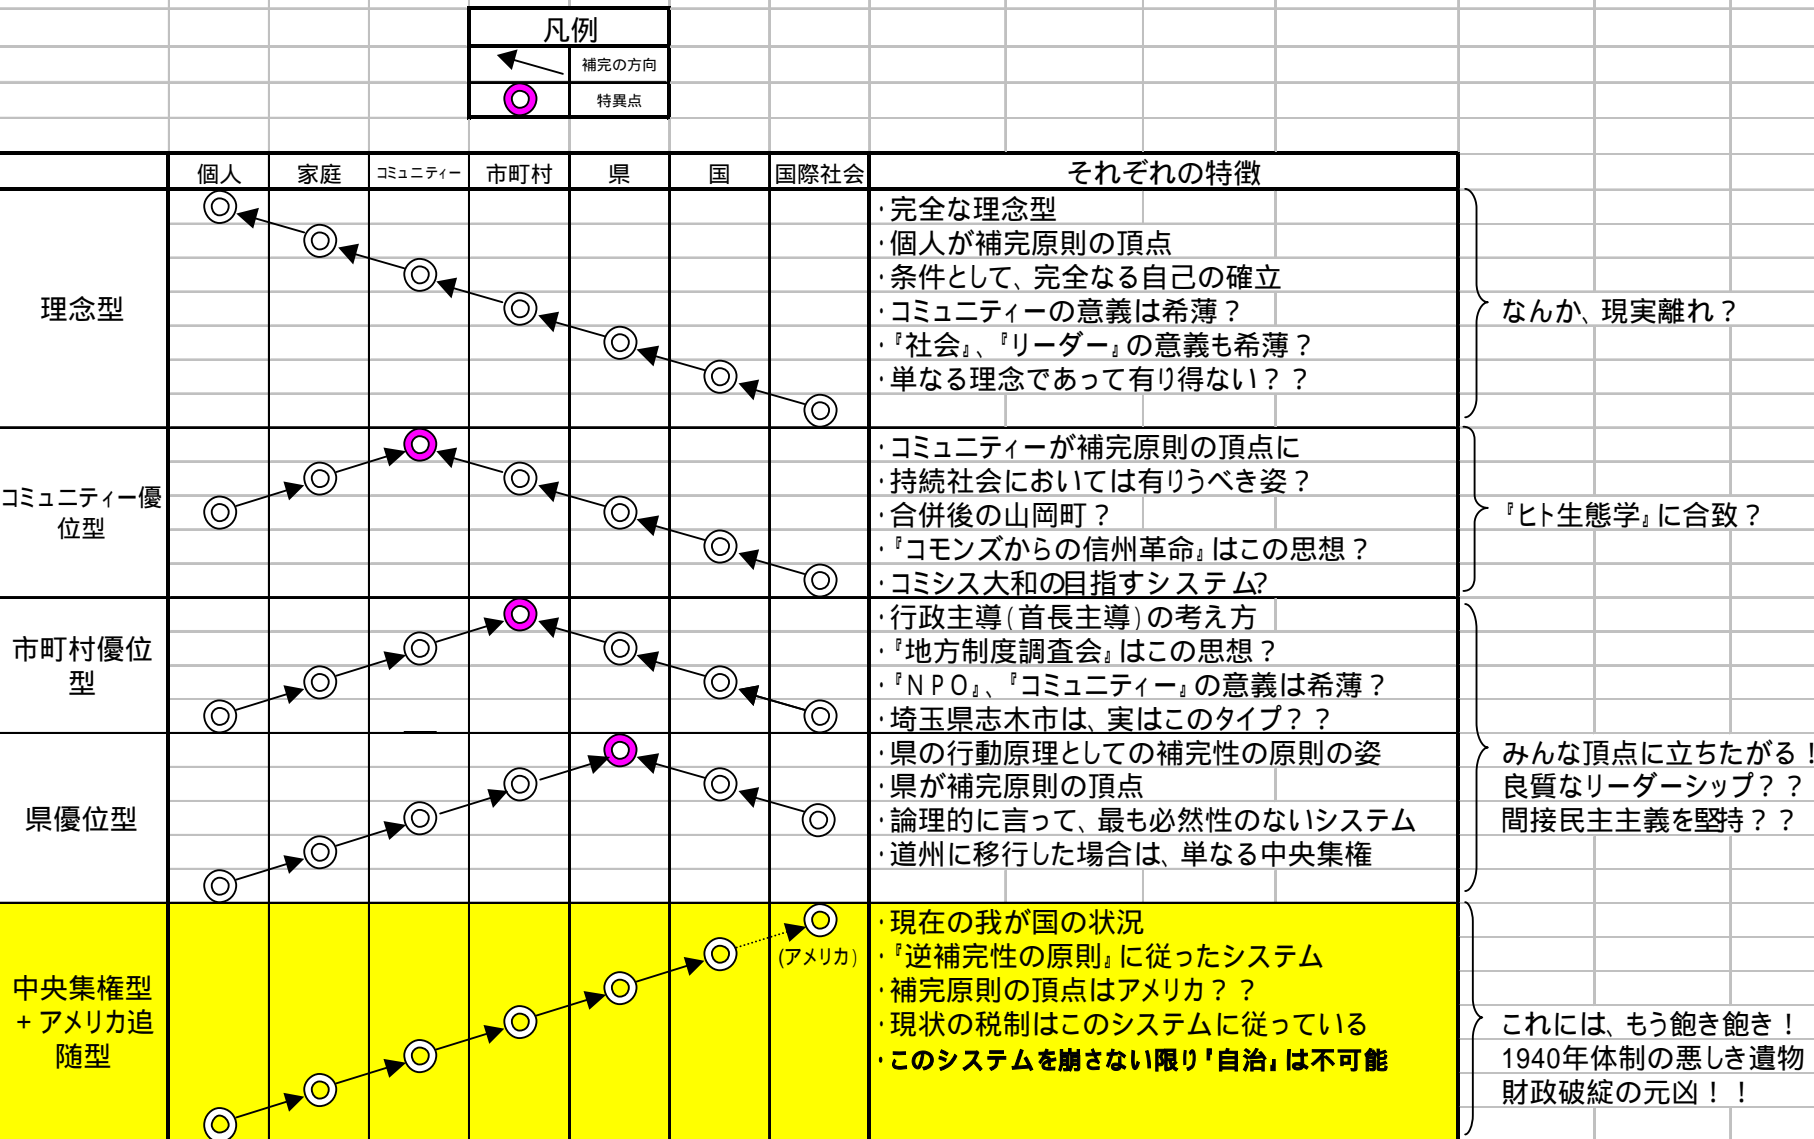 凡例
補完の方向
特異点
個人 家庭 コミュニティー 市町村 県 国 国際社会 それぞれの特徴
理念型
・完全な理念型
・個人が補完原則の頂点
・条件として、完全なる自己の確立
・コミュニティーの意義は希薄？
・『社会』、『リーダー』の意義も希薄？
・単なる理念であって有り得ない？？
なんか、現実離れ？
コミュニティー優
位型
・コミュニティーが補完原則の頂点に
・持続社会においては有りうべき姿？
・合併後の山岡町？
・『コモンズからの信州革命』はこの思想？
・コミシス大和の目指すシステム?
『ヒト生態学』に合致？
市町村優位
型
・行政主導(首長主導)の考え方
・『地方制度調査会』はこの思想？
・『ＮＰＯ』、『コミュニティー』の意義は希薄？
・埼玉県志木市は、実はこのタイプ？？
県優位型
・県の行動原理としての補完性の原則の姿
・県が補完原則の頂点
・論理的に言って、最も必然性のないシステム
・道州に移行した場合は、単なる中央集権
みんな頂点に立ちたがる！
良質なリーダーシップ？？
間接民主主義を堅持？？
中央集権型
+アメリカ追
随型
(アメリカ)
・現在の我が国の状況
・『逆補完性の原則』に従ったシステム
・補完原則の頂点はアメリカ？？
・現状の税制はこのシステムに従っている
・このシステムを崩さない限り『自治』は不可能
これには、もう飽き飽き！
1940年体制の悪しき遺物
財政破綻の元凶！！